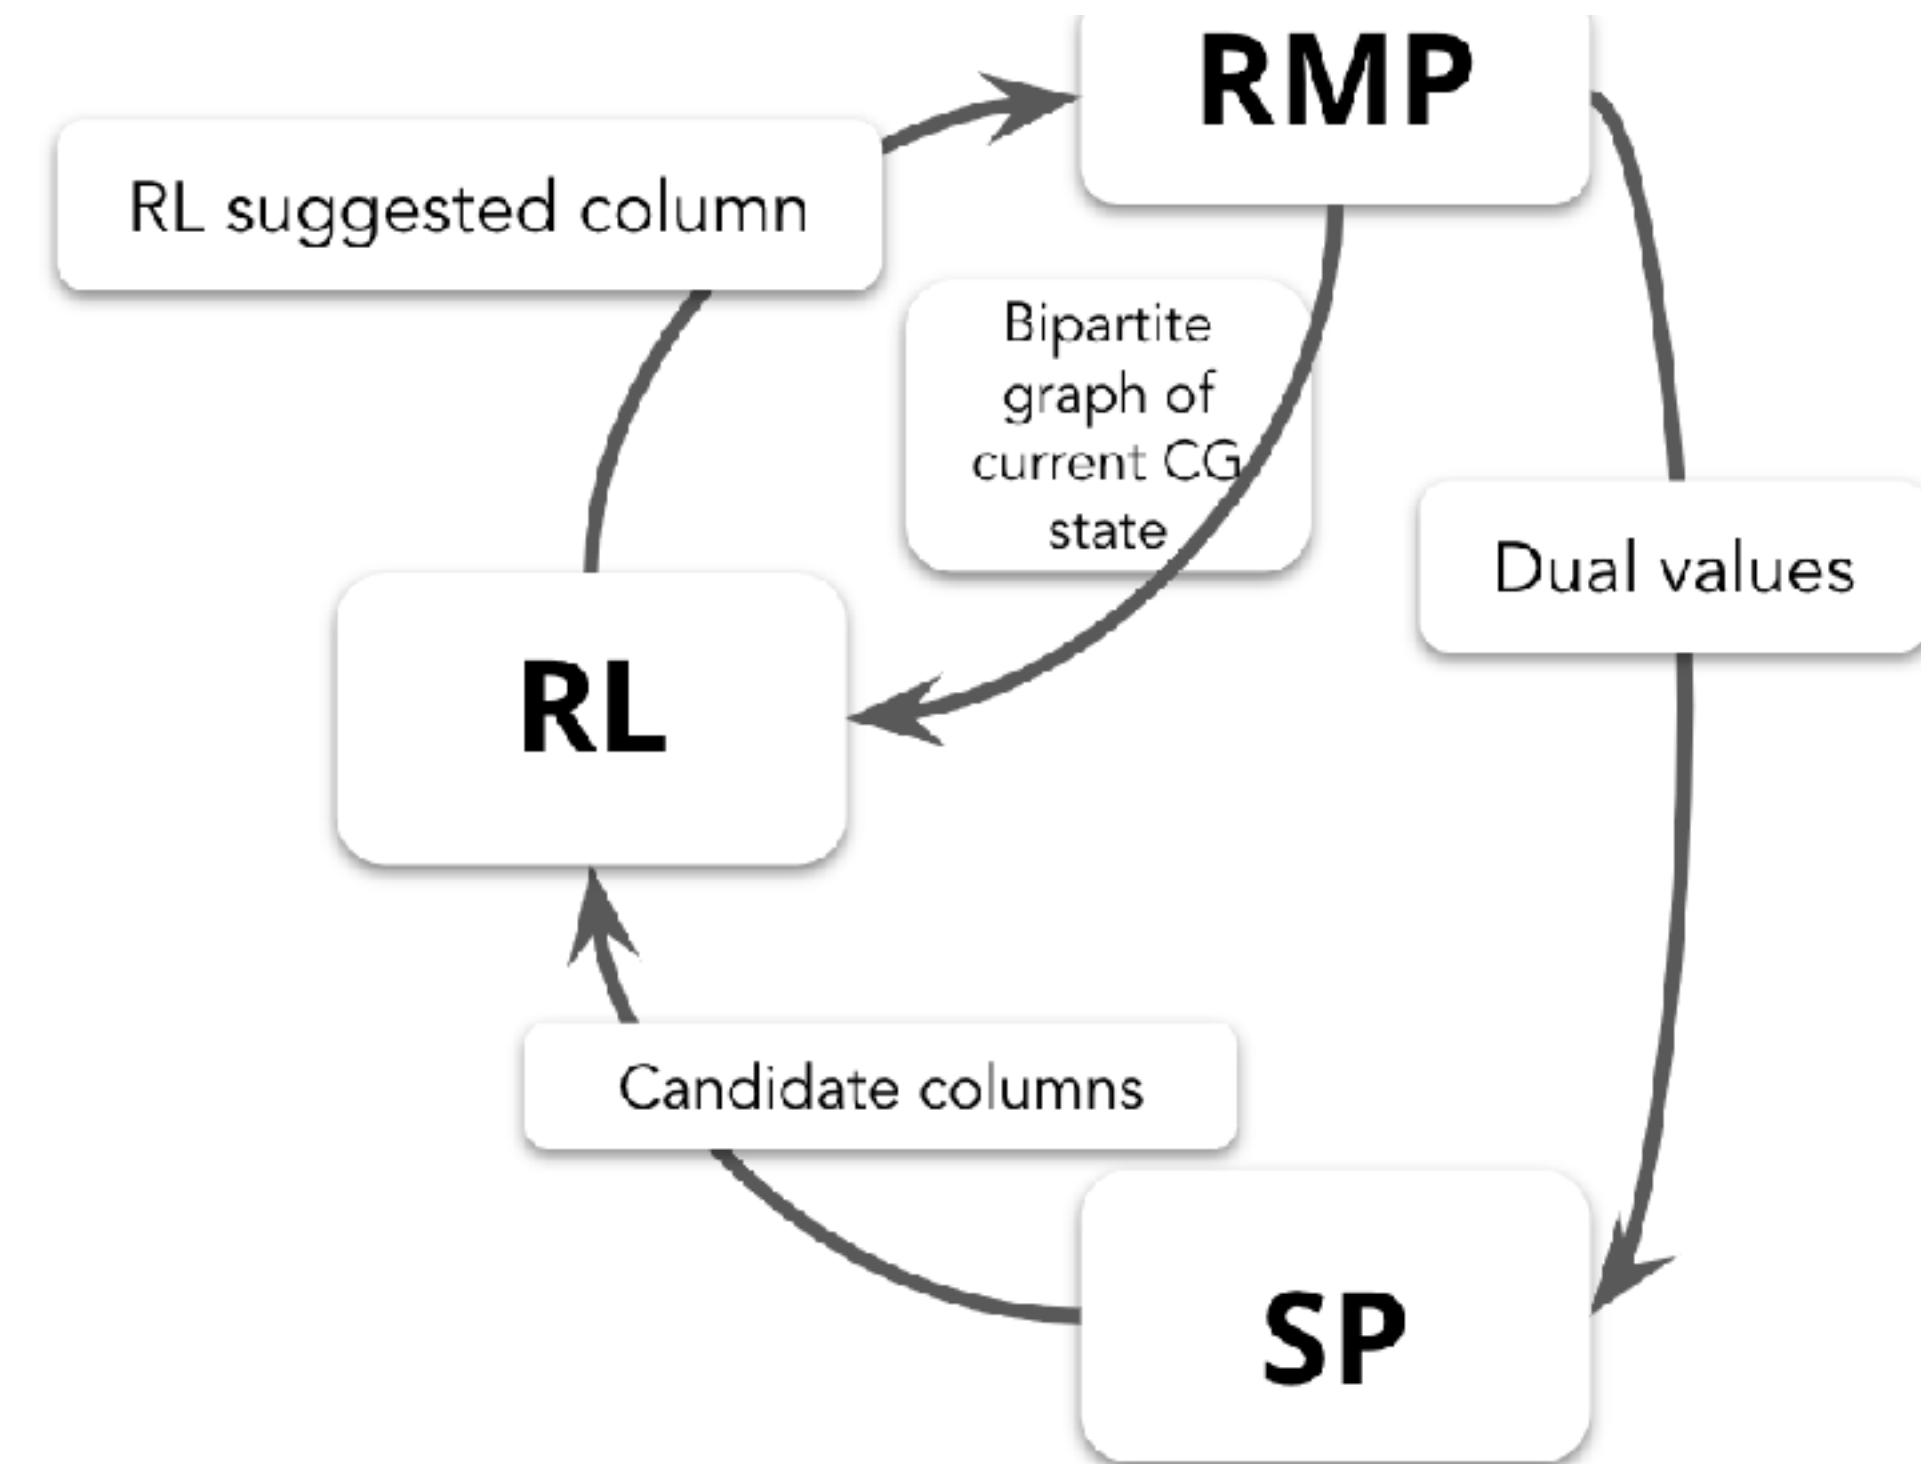 RMP
RL suggested column
Bipartite
graph of
current CG
state
Dual values
RL
Candidate columns
SP